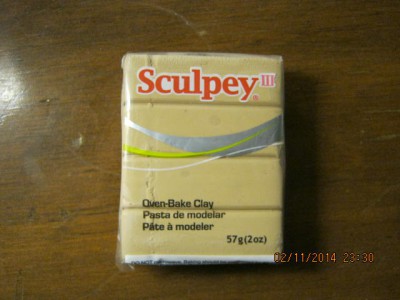 Sculpey III
Oven-Bake Clay
Pasta de modelar
Pâte à modeler
57g (2oz)
02/11/2014 23:30